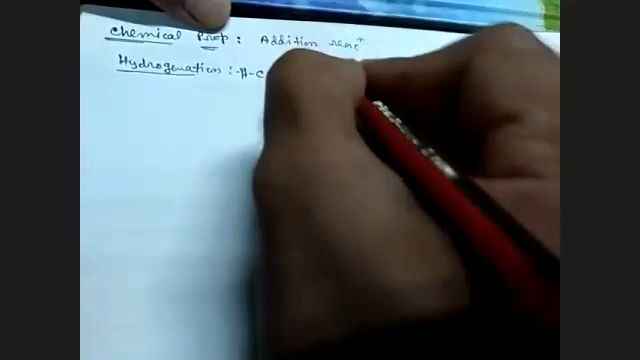 Chemical Prop : Addition reacⁿ.
Hydrogenation :- H-C